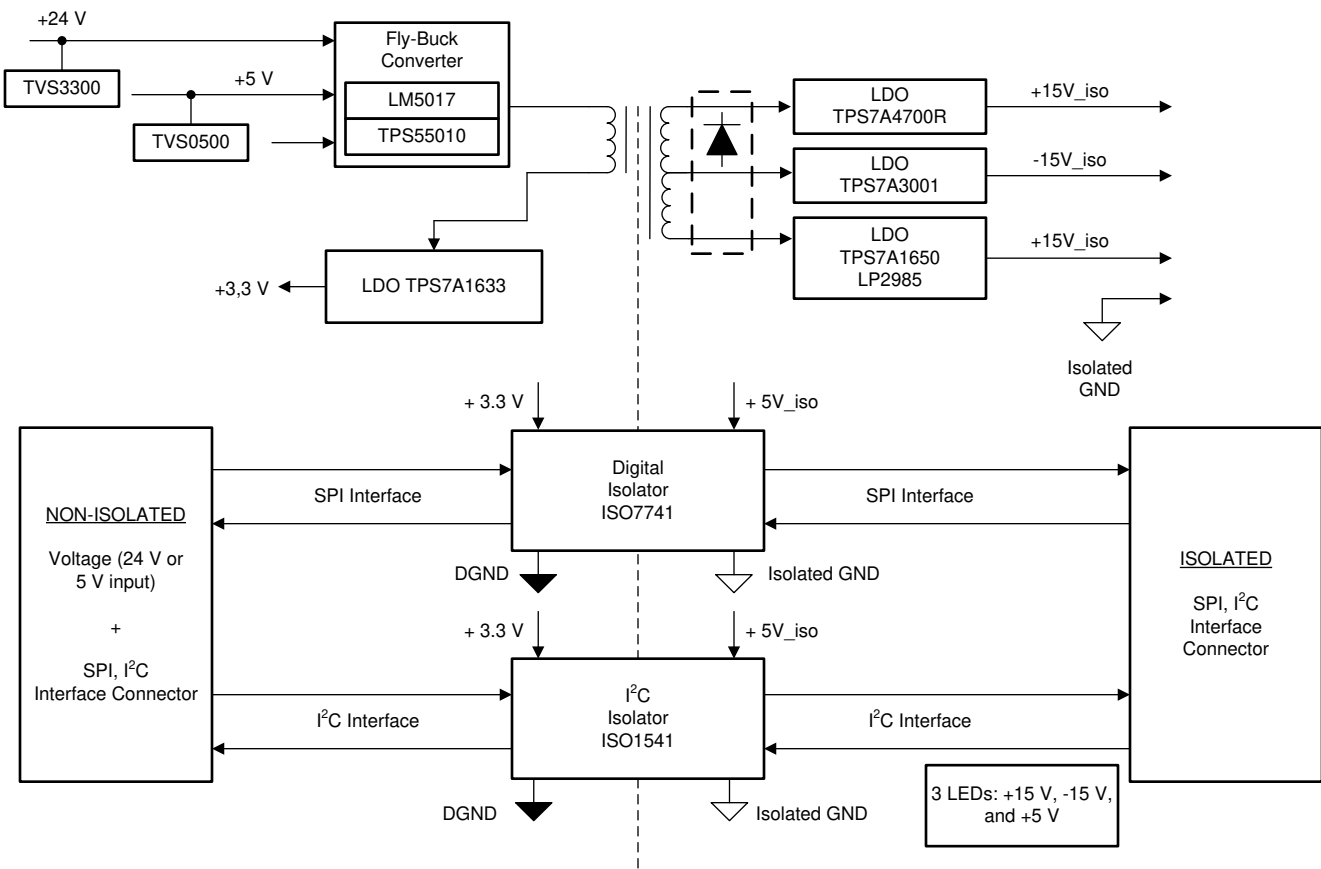 +24 V
TVS3300
+5 V
TVS0500
Fly-Buck
Converter
LM5017
TPS55010
LDO
TPS7A4700R
+15V_iso
LDO
TPS7A3001
-15V_iso
LDO
TPS7A1650
LP2985
+15V_iso
LDO TPS7A1633
+3,3 V
Isolated
GND
+ 3.3 V
+ 5V_iso
NON-ISOLATED
Voltage (24 V or
5 V input)
+
SPI, I²C
Interface Connector
SPI Interface
Digital
Isolator
ISO7741
SPI Interface
DGND
Isolated GND
ISOLATED
SPI, I²C
Interface
Connector
+ 3.3 V
+ 5V_iso
I²C Interface
I²C
Isolator
ISO1541
I²C Interface
DGND
Isolated GND
3 LEDs: +15 V, -15 V,
and +5 V